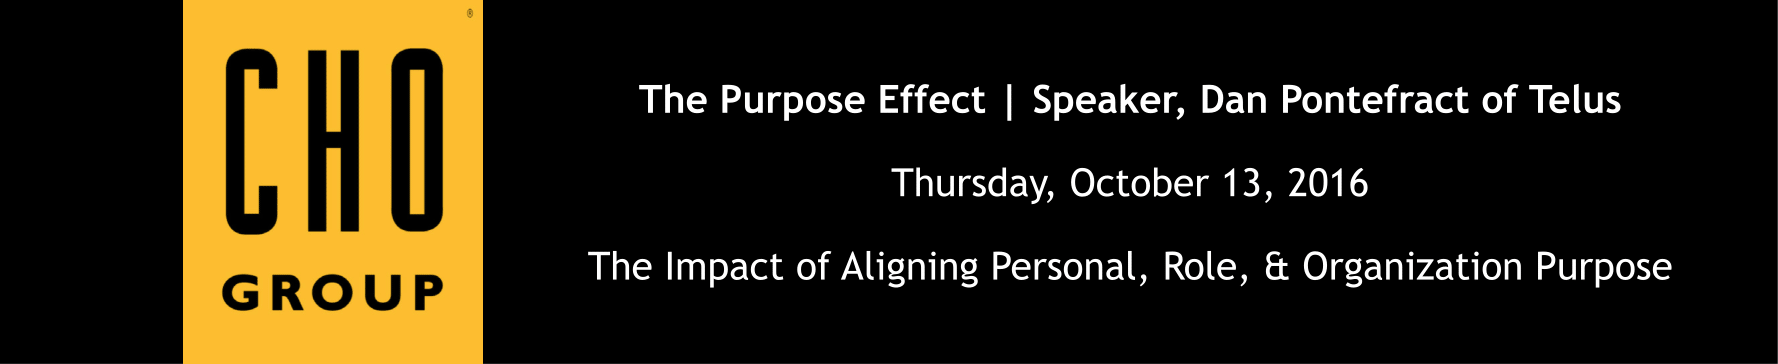 ®
CHO
GROUP
The Purpose Effect | Speaker, Dan Pontefract of Telus
Thursday, October 13, 2016
The Impact of Aligning Personal, Role, & Organization Purpose